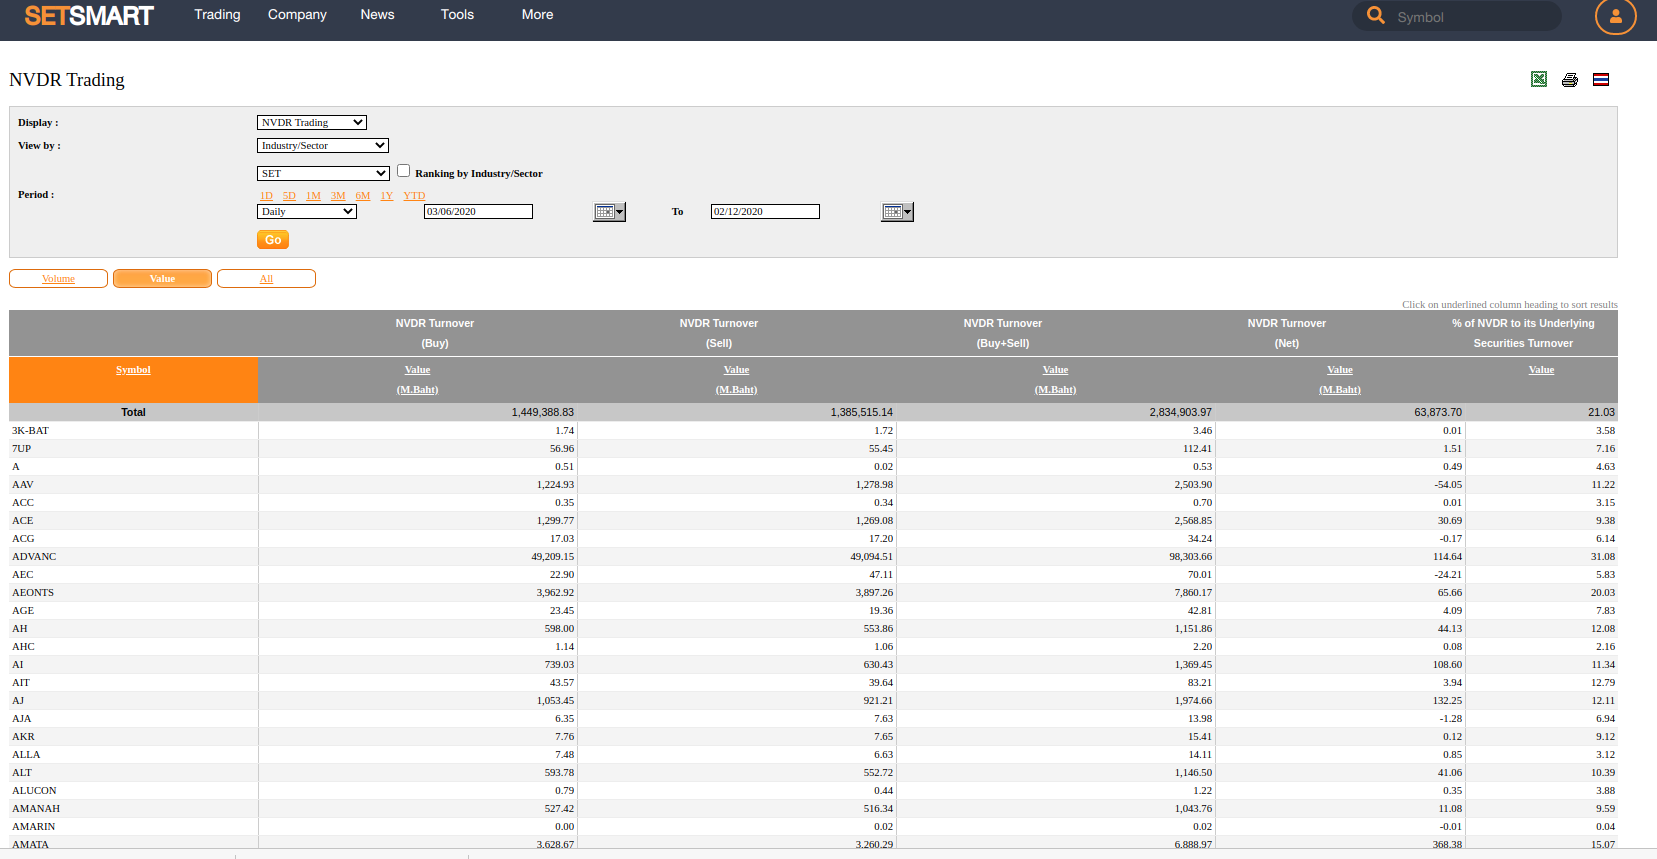 SETSMART Trading Company News Tools More Symbol
NVDR Trading
Display : NVDR Trading
View by : Industry/Sector
SET Ranking by Industry/Sector
Period : 1D 5D 1M 3M 6M 1Y YTD
Daily 03/06/2020 To 02/12/2020
Go
Volume Value All
Click on underlined column heading to sort results
NVDR Turnover NVDR Turnover NVDR Turnover NVDR Turnover % of NVDR to its Underlying
(Buy) (Sell) (Buy+Sell) (Net) Securities Turnover
Symbol Value Value Value Value Value
(M.Baht) (M.Baht) (M.Baht) (M.Baht)
Total 1,449,388.83 1,385,515.14 2,834,903.97 63,873.70 21.03
3K-BAT 1.74 1.72 3.46 0.01 3.58
7UP 56.96 55.45 112.41 1.51 7.16
A 0.51 0.02 0.53 0.49 4.63
AAV 1,224.93 1,278.98 2,503.90 -54.05 11.22
ACC 0.35 0.34 0.70 0.01 3.15
ACE 1,299.77 1,269.08 2,568.85 30.69 9.38
ACG 17.03 17.20 34.24 -0.17 6.14
ADVANC 49,209.15 49,094.51 98,303.66 114.64 31.08
AEC 22.90 47.11 70.01 -24.21 5.83
AEONTS 3,962.92 3,897.26 7,860.17 65.66 20.03
AGE 23.45 19.36 42.81 4.09 7.83
AH 598.00 553.86 1,151.86 44.13 12.08
AHC 1.14 1.06 2.20 0.08 2.16
AI 739.03 630.43 1,369.45 108.60 11.34
AIT 43.57 39.64 83.21 3.94 12.79
AJ 1,053.45 921.21 1,974.66 132.25 12.11
AJA 6.35 7.63 13.98 -1.28 6.94
AKR 7.76 7.65 15.41 0.12 9.12
ALLA 7.48 6.63 14.11 0.85 3.12
ALT 593.78 552.72 1,146.50 41.06 10.39
ALUCON 0.79 0.44 1.22 0.35 3.88
AMANAH 527.42 516.34 1,043.76 11.08 9.59
AMARIN 0.00 0.02 0.02 -0.01 0.04
AMATA 3,628.67 3,260.29 6,888.97 368.38 15.07